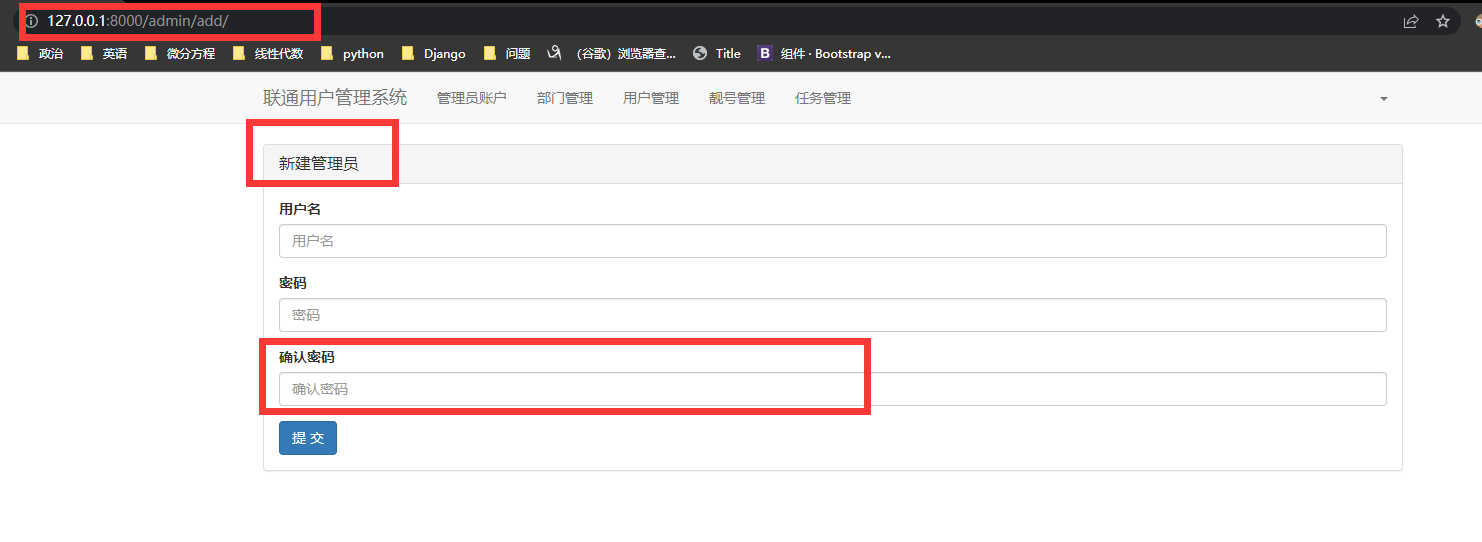 127.0.0.1:8000/admin/add/
政治 英语 微分方程 线性代数 python Django 问题 (谷歌) 浏览器查... Title B 组件 · Bootstrap v...
联通用户管理系统 管理员账户 部门管理 用户管理 靓号管理 任务管理
新建管理员
用户名
用户名
密码
密码
确认密码
确认密码
提 交